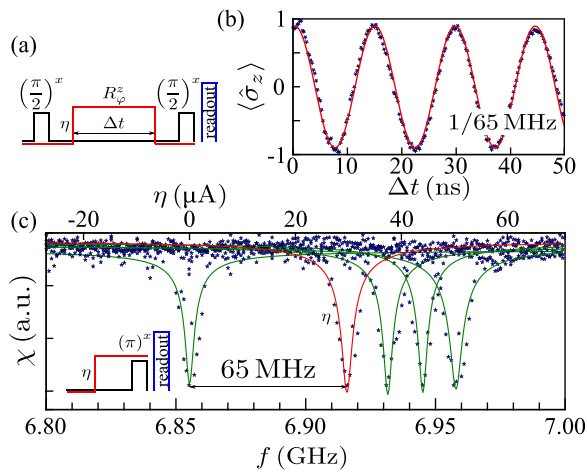 (a)
(π/2)^x
R_φ^z
(π/2)^x
η
Δt
readout
(b)
1
0
-1
⟨σ̂_z⟩
1/65 MHz
0 10 20 30 40 50
Δt (ns)
η (μA)
-20 0 20 40 60
(c)
χ (a.u.)
η
(π)^x
readout
η
65 MHz
6.80 6.85 6.90 6.95 7.00
f (GHz)